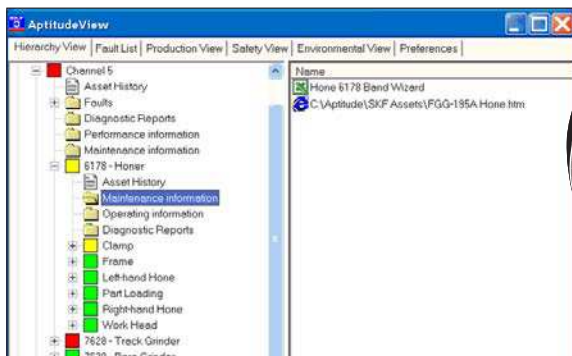 AptitudeView
Hierarchy View | Fault List | Production View | Safety View | Environmental View | Preferences |
Channel 5
Asset History
Faults
Diagnostic Reports
Performance information
Maintenance information
6178 - Honer
Asset History
Maintenance information
Operating information
Diagnostic Reports
Clamp
Frame
Left-hand Hone
Part Loading
Right-hand Hone
Work Head
7628 - Track Grinder
Name
Hone 6178 Band Wizard
C:\Aptitude\SKF Assets\FGG-195A Hone.htm